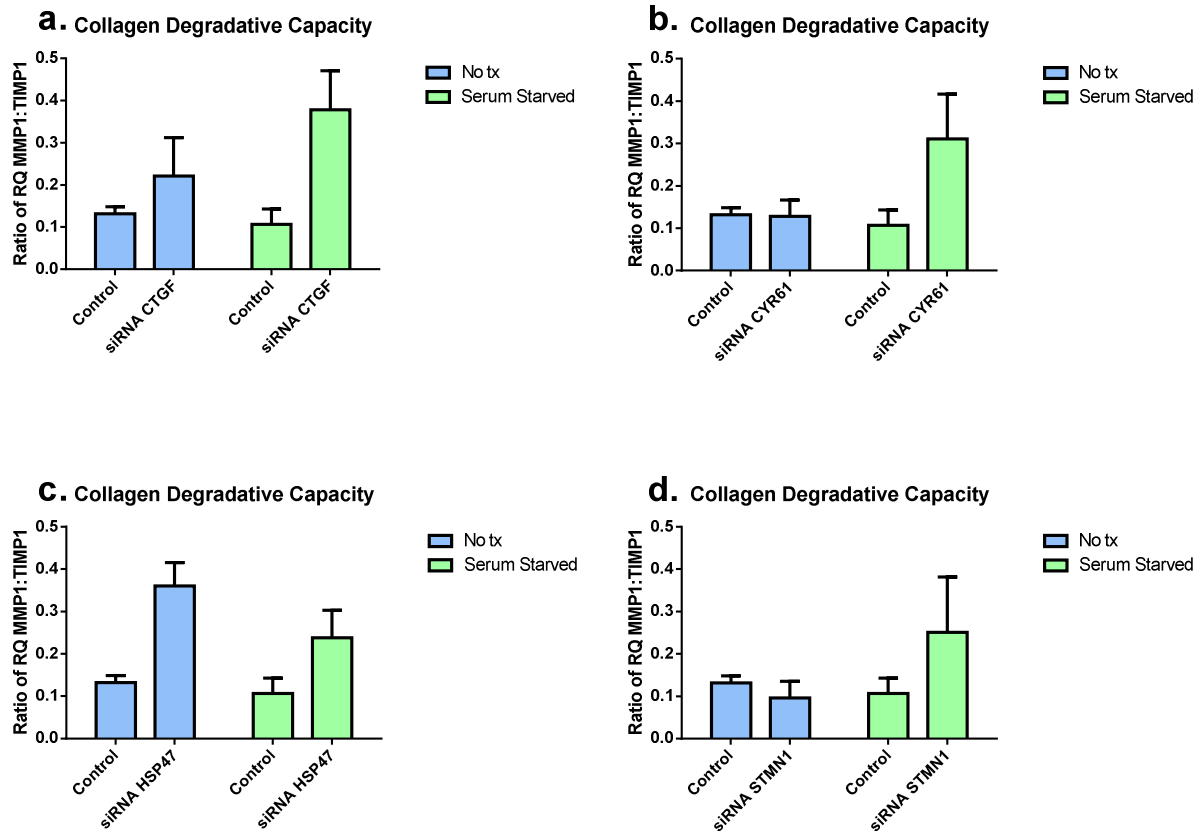 a. Collagen Degradative Capacity
Ratio of RQ MMP1:TIMP1
0.5
0.4
0.3
0.2
0.1
0.0
Control
siRNA CTGF
Control
siRNA CTGF
No tx
Serum Starved
b. Collagen Degradative Capacity
Ratio of RQ MMP1:TIMP1
0.5
0.4
0.3
0.2
0.1
0.0
Control
siRNA CYR61
Control
siRNA CYR61
No tx
Serum Starved
c. Collagen Degradative Capacity
Ratio of RQ MMP1:TIMP1
0.5
0.4
0.3
0.2
0.1
0.0
Control
siRNA HSP47
Control
siRNA HSP47
No tx
Serum Starved
d. Collagen Degradative Capacity
Ratio of RQ MMP1:TIMP1
0.5
0.4
0.3
0.2
0.1
0.0
Control
siRNA STMN1
Control
siRNA STMN1
No tx
Serum Starved